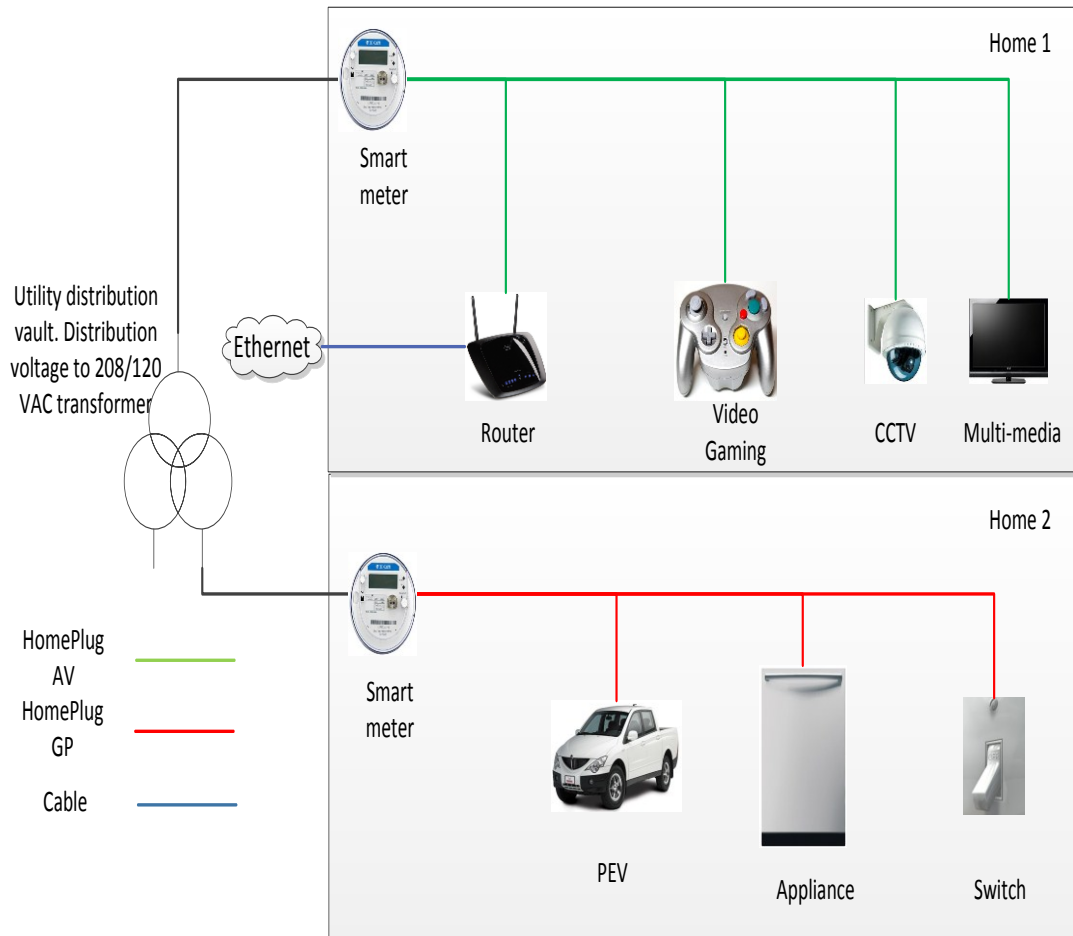 Home 1
Smart
meter
Utility distribution
vault. Distribution
voltage to 208/120
VAC transformer
Ethernet
Router
Video
Gaming
CCTV
Multi-media
Home 2
Smart
meter
PEV
Appliance
Switch
HomePlug
AV
HomePlug
GP
Cable